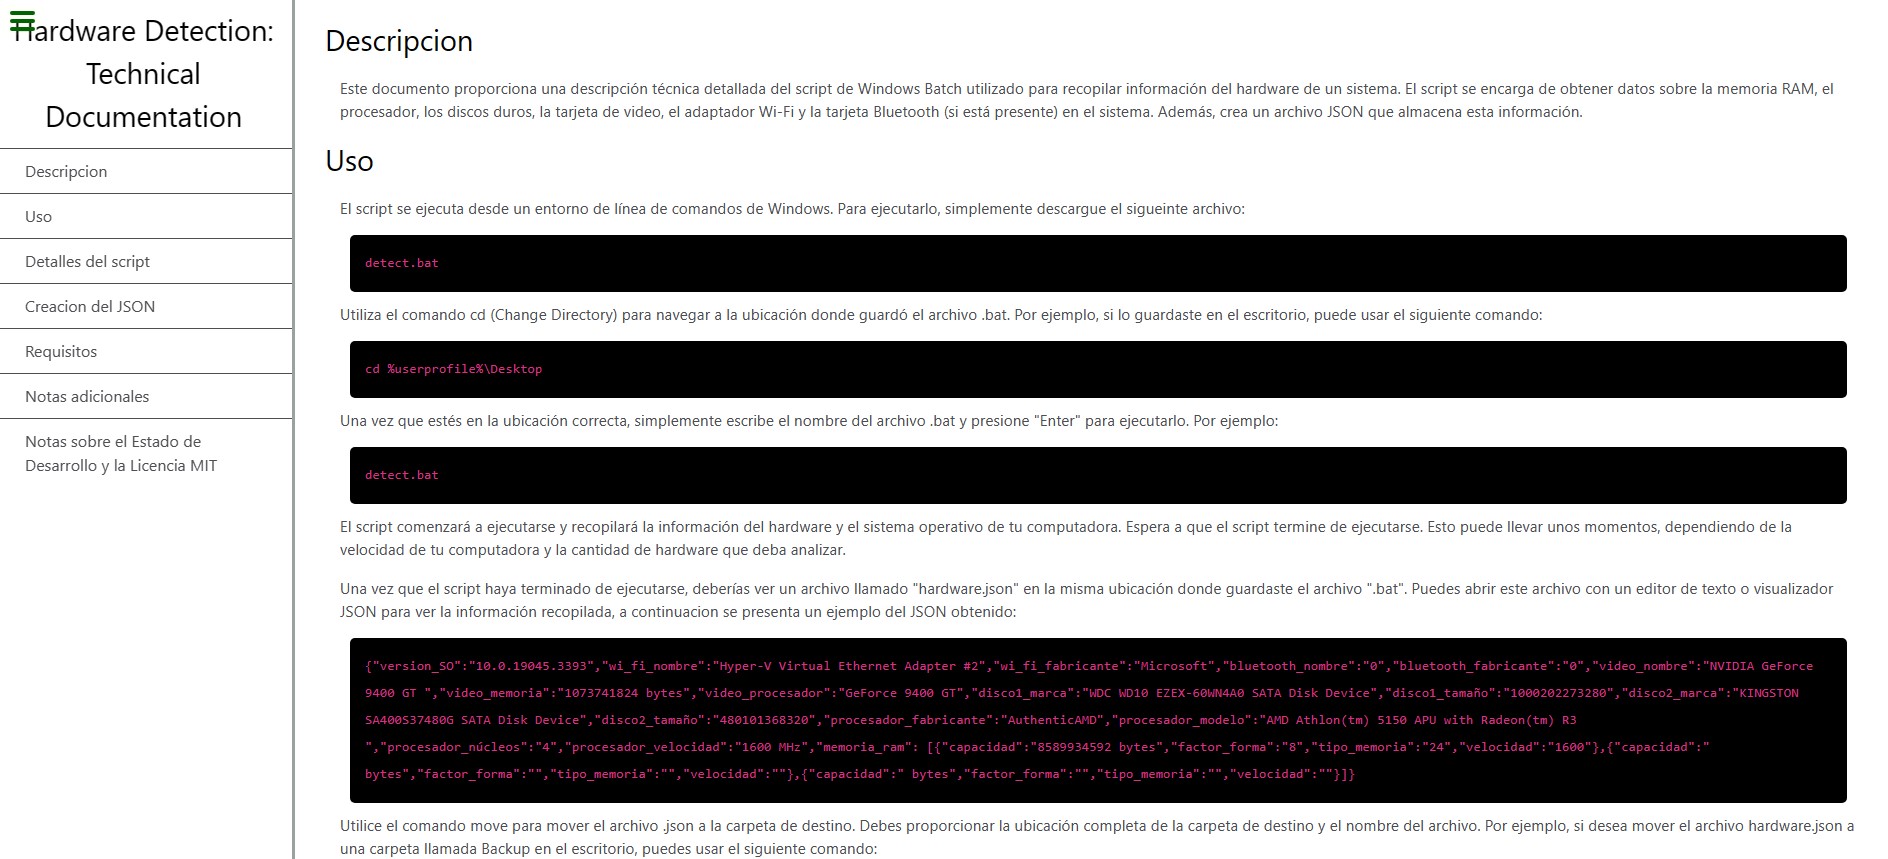 Hardware Detection:
Technical
Documentation
Descripcion
Uso
Detalles del script
Creacion del JSON
Requisitos
Notas adicionales
Notas sobre el Estado de
Desarrollo y la Licencia MIT
Descripcion
Este documento proporciona una descripción técnica detallada del script de Windows Batch utilizado para recopilar información del hardware de un sistema. El script se encarga de obtener datos sobre la memoria RAM, el
procesador, los discos duros, la tarjeta de video, el adaptador Wi-Fi y la tarjeta Bluetooth (si está presente) en el sistema. Además, crea un archivo JSON que almacena esta información.
Uso
El script se ejecuta desde un entorno de línea de comandos de Windows. Para ejecutarlo, simplemente descargue el sigueinte archivo:
detect.bat
Utiliza el comando cd (Change Directory) para navegar a la ubicación donde guardó el archivo .bat. Por ejemplo, si lo guardaste en el escritorio, puede usar el siguiente comando:
cd %userprofile%\Desktop
Una vez que estés en la ubicación correcta, simplemente escribe el nombre del archivo .bat y presione "Enter" para ejecutarlo. Por ejemplo:
detect.bat
El script comenzará a ejecutarse y recopilará la información del hardware y el sistema operativo de tu computadora. Espera a que el script termine de ejecutarse. Esto puede llevar unos momentos, dependiendo de la
velocidad de tu computadora y la cantidad de hardware que deba analizar.
Una vez que el script haya terminado de ejecutarse, deberías ver un archivo llamado "hardware.json" en la misma ubicación donde guardaste el archivo ".bat". Puedes abrir este archivo con un editor de texto o visualizador
JSON para ver la información recopilada, a continuacion se presenta un ejemplo del JSON obtenido:
{"version_SO":"10.0.19045.3393","wi_fi_nombre":"Hyper-V Virtual Ethernet Adapter #2","wi_fi_fabricante":"Microsoft","bluetooth_nombre":"0","bluetooth_fabricante":"0","video_nombre":"NVIDIA GeForce
9400 GT ","video_memoria":"1073741824 bytes","video_procesador":"GeForce 9400 GT","disco1_marca":"WDC WD10 EZEX-60WN4A0 SATA Disk Device","disco1_tamaño":"1000202273280","disco2_marca":"KINGSTON
SA400S37480G SATA Disk Device","disco2_tamaño":"480101368320","procesador_fabricante":"AuthenticAMD","procesador_modelo":"AMD Athlon(tm) 5150 APU with Radeon(tm) R3
","procesador_núcleos":"4","procesador_velocidad":"1600 MHz","memoria_ram": [{"capacidad":"8589934592 bytes","factor_forma":"8","tipo_memoria":"24","velocidad":"1600"},{"capacidad":"
bytes","factor_forma":"","tipo_memoria":"","velocidad":""},{"capacidad":" bytes","factor_forma":"","tipo_memoria":"","velocidad":""}]}
Utilice el comando move para mover el archivo .json a la carpeta de destino. Debes proporcionar la ubicación completa de la carpeta de destino y el nombre del archivo. Por ejemplo, si desea mover el archivo hardware.json a
una carpeta llamada Backup en el escritorio, puedes usar el siguiente comando: